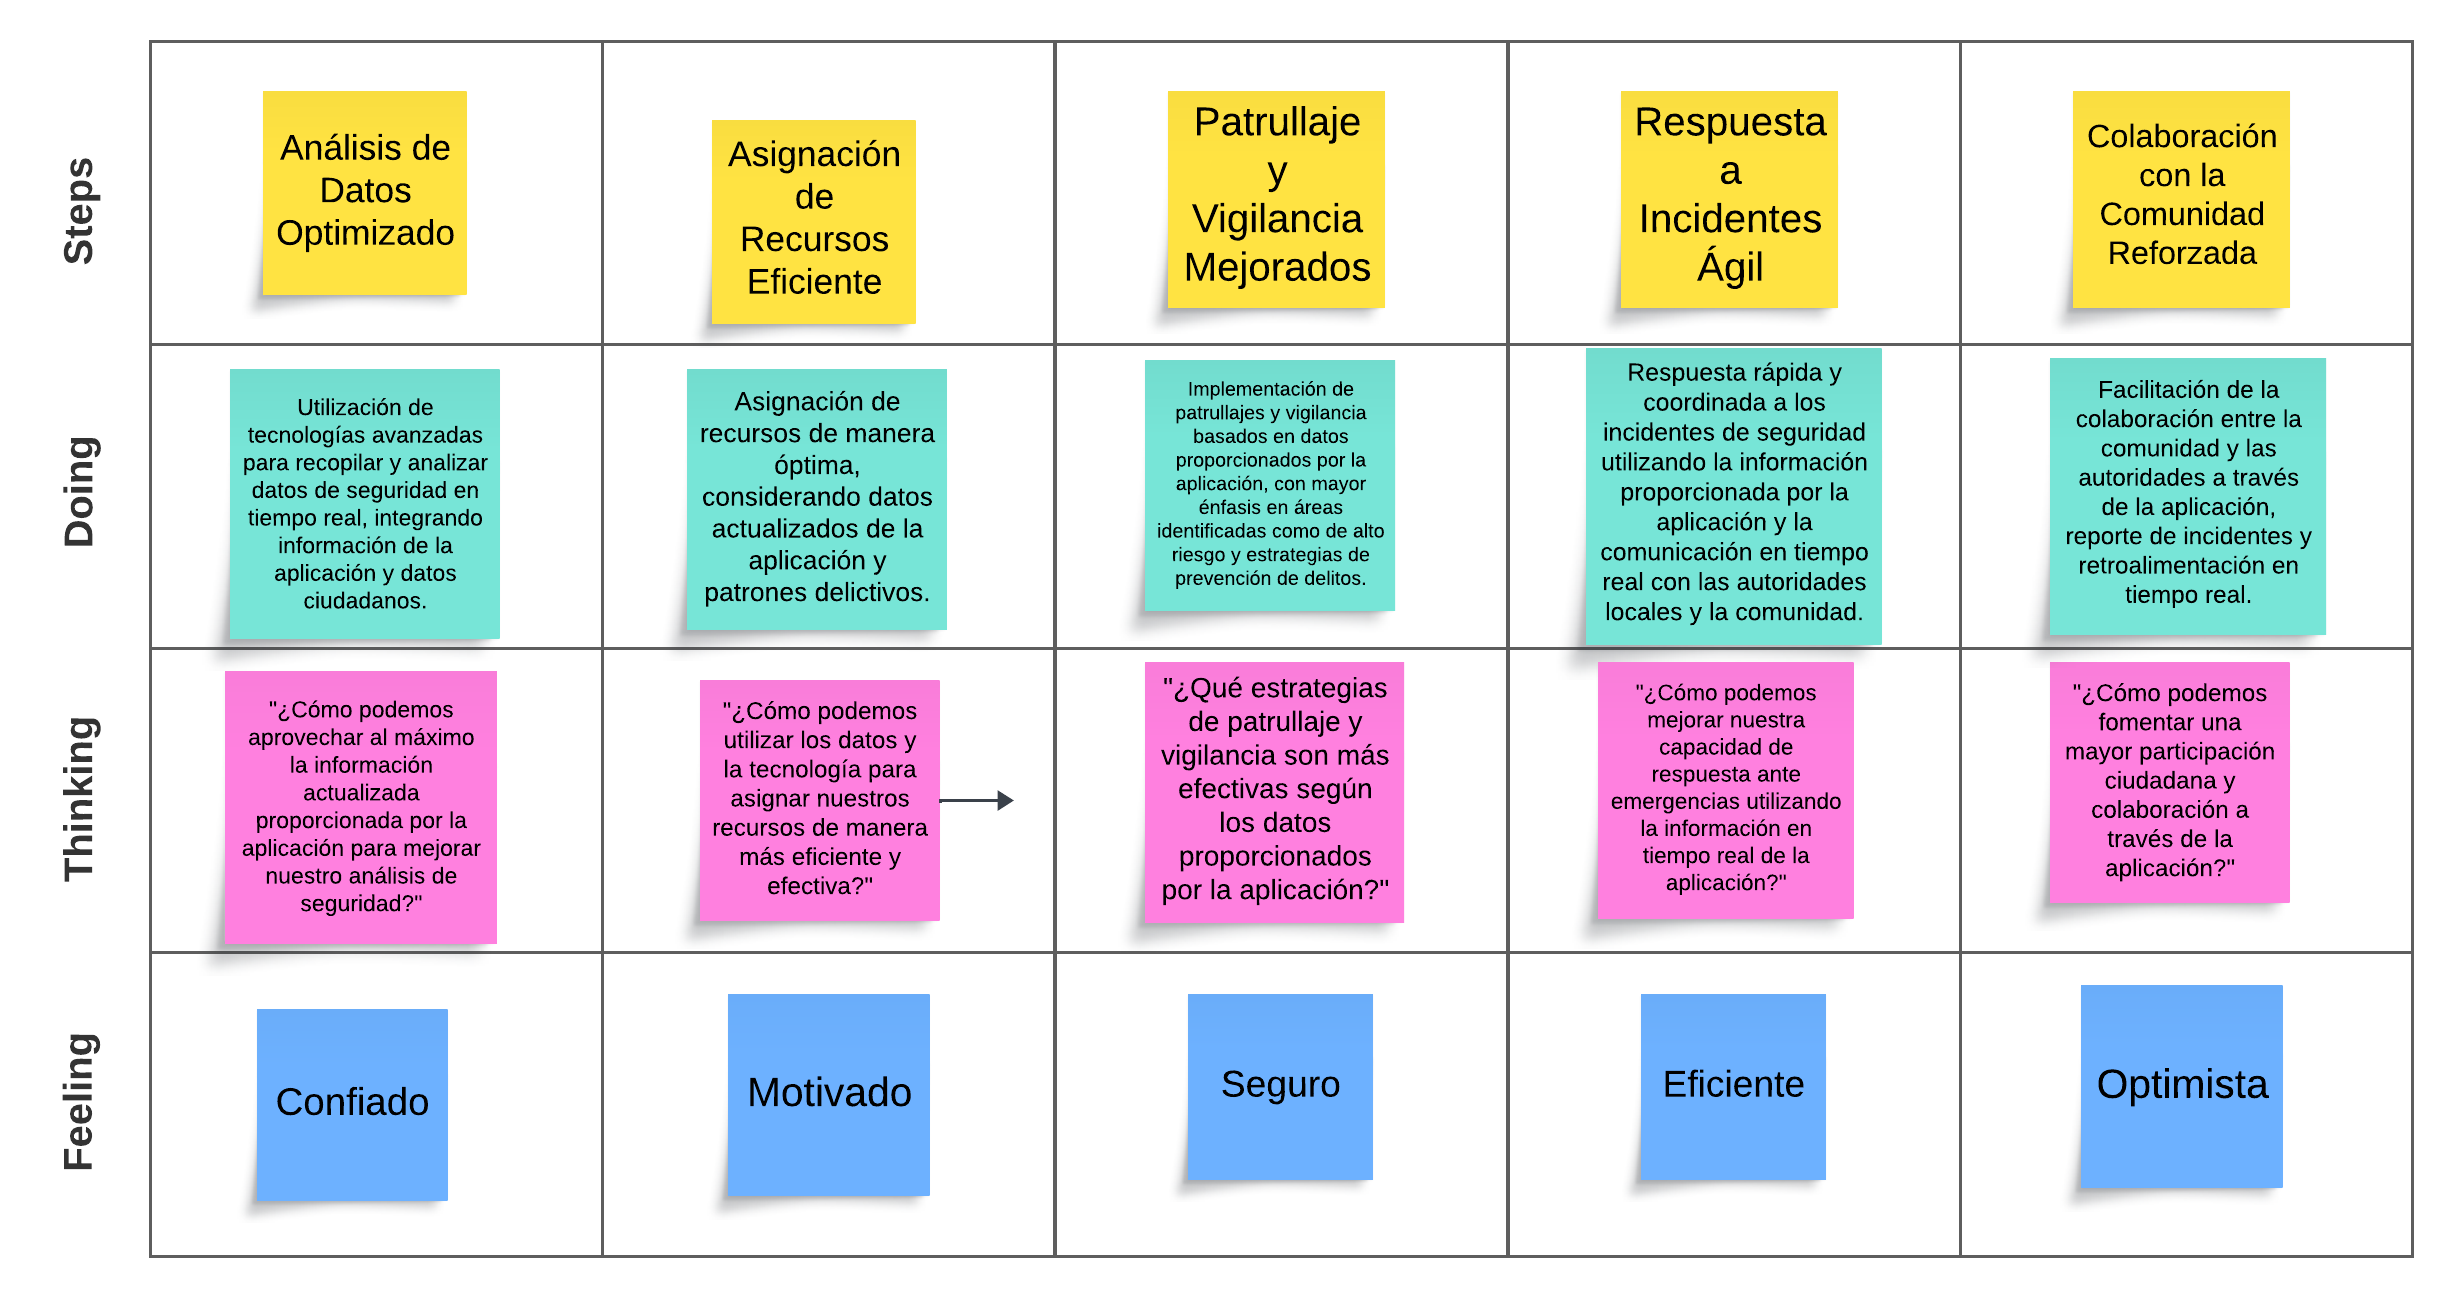 Steps
Análisis de
Datos
Optimizado
Asignación
de
Recursos
Eficiente
Patrullaje
y
Vigilancia
Mejorados
Respuesta
a
Incidentes
Ágil
Colaboración
con la
Comunidad
Reforzada
Doing
Utilización de
tecnologías avanzadas
para recopilar y analizar
datos de seguridad en
tiempo real, integrando
información de la
aplicación y datos
ciudadanos.
Asignación de
recursos de manera
óptima,
considerando datos
actualizados de la
aplicación y
patrones delictivos.
Implementación de
patrullajes y vigilancia
basados en datos
proporcionados por la
aplicación, con mayor
énfasis en áreas
identificadas como de alto
riesgo y estrategias de
prevención de delitos.
Respuesta rápida y
coordinada a los
incidentes de seguridad
utilizando la información
proporcionada por la
aplicación y la
comunicación en tiempo
real con las autoridades
locales y la comunidad.
Facilitación de la
colaboración entre la
comunidad y las
autoridades a través
de la aplicación,
reporte de incidentes y
retroalimentación en
tiempo real.
Thinking
"¿Cómo podemos
aprovechar al máximo
la información
actualizada
proporcionada por la
aplicación para mejorar
nuestro análisis de
seguridad?"
"¿Cómo podemos
utilizar los datos y
la tecnología para
asignar nuestros
recursos de manera
más eficiente y
efectiva?"
"¿Qué estrategias
de patrullaje y
vigilancia son más
efectivas según
los datos
proporcionados
por la aplicación?"
"¿Cómo podemos
mejorar nuestra
capacidad de
respuesta ante
emergencias utilizando
la información en
tiempo real de la
aplicación?"
"¿Cómo podemos
fomentar una
mayor participación
ciudadana y
colaboración a
través de la
aplicación?"
Feeling
Confiado
Motivado
Seguro
Eficiente
Optimista